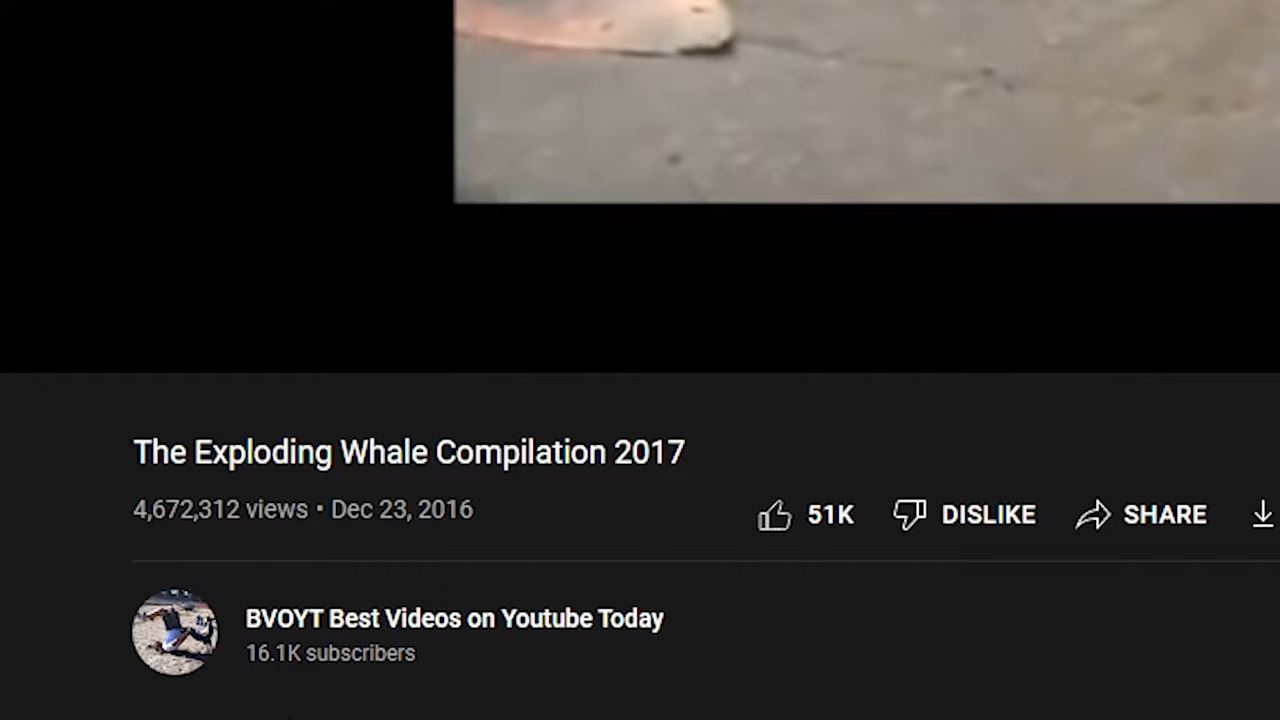 The Exploding Whale Compilation 2017
4,672,312 views • Dec 23, 2016
51K DISLIKE SHARE
BVOYT Best Videos on Youtube Today
16.1K subscribers